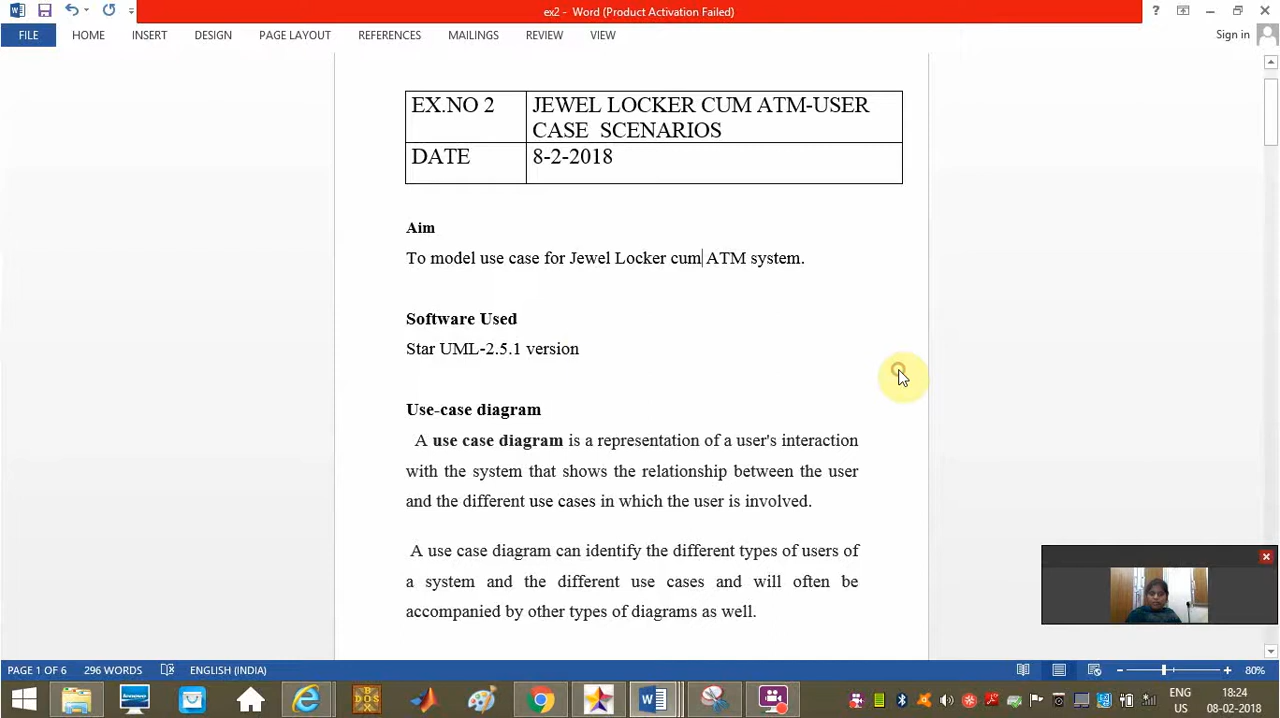 ex2 - Word (Product Activation Failed)
FILE HOME INSERT DESIGN PAGE LAYOUT REFERENCES MAILINGS REVIEW VIEW Sign in
EX.NO 2 JEWEL LOCKER CUM ATM-USER
CASE SCENARIOS
DATE 8-2-2018
Aim
To model use case for Jewel Locker cum ATM system.
Software Used
Star UML-2.5.1 version
Use-case diagram
A use case diagram is a representation of a user's interaction
with the system that shows the relationship between the user
and the different use cases in which the user is involved.
A use case diagram can identify the different types of users of
a system and the different use cases and will often be
accompanied by other types of diagrams as well.
PAGE 1 OF 6 296 WORDS ENGLISH (INDIA) 80%
ENG 18:24
US 08-02-2018